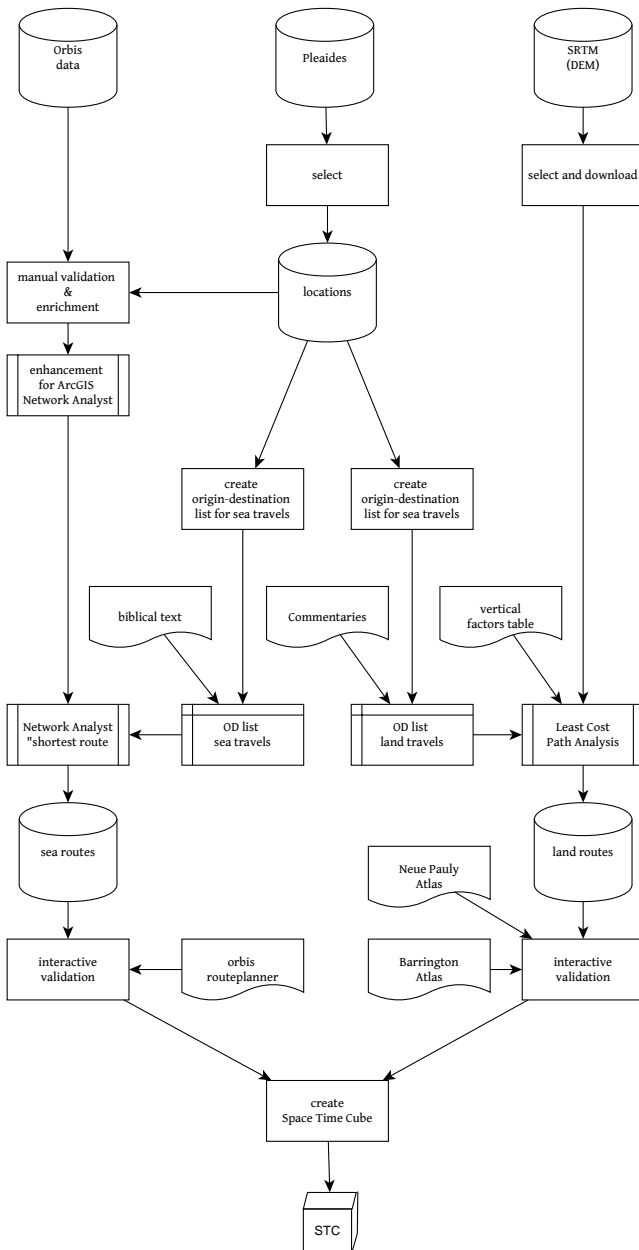 Orbis
data
Pleaides
SRTM
(DEM)
select
select and download
manual validation
&
enrichment
locations
enhancement
for ArcGIS
Network Analyst
create
origin-destination
list for sea travels
create
origin-destination
list for sea travels
biblical text
Commentaries
vertical
factors table
Network Analyst
"shortest route
OD list
sea travels
OD list
land travels
Least Cost
Path Analysis
sea routes
land routes
Neue Pauly
Atlas
interactive
validation
orbis
routeplanner
Barrington
Atlas
interactive
validation
create
Space Time Cube
STC